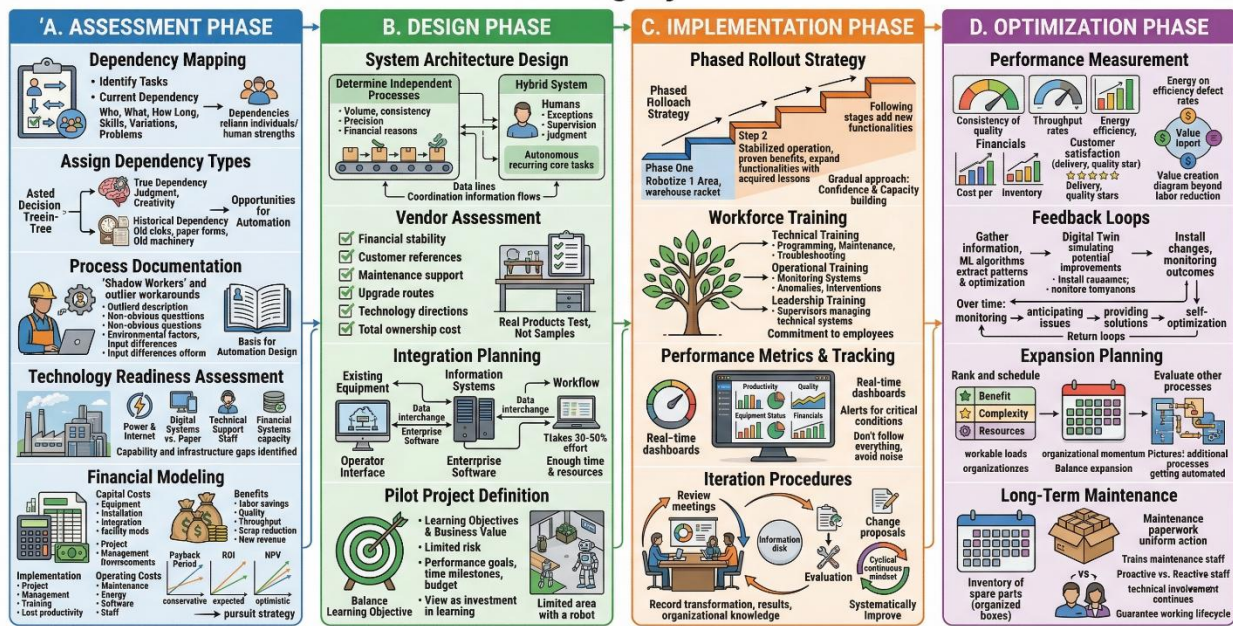 'A. ASSESSMENT PHASE
Dependency Mapping
• Identify Tasks
• Current Dependency
Who, What, How Long,
Skills, Variations,
Problems
Dependencies
reliann individuals/
human strengths
Assign Dependency Types
Asted
Decision
Treein-
Tree
True Dependency
Judgment,
Creativity
Historical Dependency
Old cloks, paper forms,
Old machinery
Opportunities
for
Automation
Process Documentation
'Shadow Workers' and
outlier workarounds
• Outlierd description
• Non-obvious questtions
• Non-obvious questions
• Environmental factors,
Input differences
• Input differences ofform
Basis for
Automation Design
Technology Readiness Assessment
Power &
Internet
Digital
Systems
vs. Paper
Technical
Support
Staff
Financial
Systems
capacity
Capability and infrastructure gaps identified
Financial Modeling
Capital Costs
• Equipment
• Installation
• Integration
• facility mods
• Project
Management
Benefits
• labor savings
• Quality
• Throughput
• Scrap reduction
• New revenue
Implementation
• Project
• Management
• Training
• Lost productivity
Operating Costs
• Maintenance
• Energy
• Software
• Staff
Payback
Period
ROI
NPV
conservative
expected
optimistic
pursuit strategy
B. DESIGN PHASE
System Architecture Design
Determine Independent
Processes
• Volume, consistency
• Precision
• Financial reasons
Hybrid System
• Humans
• Exceptions
• Supervision
• judgment
Autonomous
recurring core tasks
Data lines
Coordination information flows
Vendor Assessment
Financial stability
Customer references
Maintenance support
Upgrade routes
Technology directions
Total ownership cost
Real Products Test,
Not Samples
Integration Planning
Existing
Equipment
Information
Systems
Workflow
Data
interchange
Enterprise
Software
Data
interchange
Operator
Interface
Enterprise
Software
TIakes 30-50%
effort
Enough time
& resources
Pilot Project Definition
• Learning Objectives
& Business Value
• Limited risk
• Performance goals,
time milestones,
budget
• View as investment
in learning
Balance
Learning Objective
Limited area
with a robot
C. IMPLEMENTATION PHASE
Phased Rollout Strategy
Phased
Rolloach
Strategy
Phase One
Robotize 1 Area,
warehouse racket
Step 2
Stabilized operation,
proven benefits, expand
functionalities with
acquired lessons
Following
stages add new
functionalities
Gradual approach:
Confidence & Capacity
building
Workforce Training
Technical Training
• Programming, Maintenance,
• Troubleshooting
Operational Training
• Monitoring Systems
• Anomalies, Interventions
Leadership Training
• Supervisors managing
technical systems
Commitment to employees
Performance Metrics & Tracking
Real-time
dashboards
Productivity
Quality
Equipment Status
Financials
Real-time
dashboards
Alerts for critical
conditions
Don't follow
everything,
avoid noise
Iteration Procedures
Review
meetings
Information
disk
Evaluation
Change
proposals
Cyclical
continuous
mindset
Record transformation, results,
organizational knowledge
Systematically
Improve
D. OPTIMIZATION PHASE
Performance Measurement
Consistency
of quality
Throughput
rates
Energy
efficiency,
Energy on
efficiency defect
rates
Financials
Cost per
Inventory
Customer
satisfaction
(delivery, quality star)
Delivery,
quality stars
Value
Inport
Value creation
diagram beyond
labor reduction
Feedback Loops
Gather
information,
ML algorithms
extract patterns
& optimization
Digital Twin
simulating
potential
improvements
Install
changes,
monitoring
outcomes
Over time:
monitoring
anticipating
issues
providing
solutions
self-
optimization
Return loops
Expansion Planning
Rank and schedule
Benefit
Complexity
Resources
workable loads
organizationzes
organizational momentum
Balance expansion
Evaluate other
processes
Pictures! additional
processes
getting automated
Long-Term Maintenance
Inventory of
spare parts
(organized
boxes)
Maintenance
paperwork
uniform action
Trains maintenance staff
VS
Proactive vs. Reactive staff
technical involvement
continues
Guarantee working lifecycle